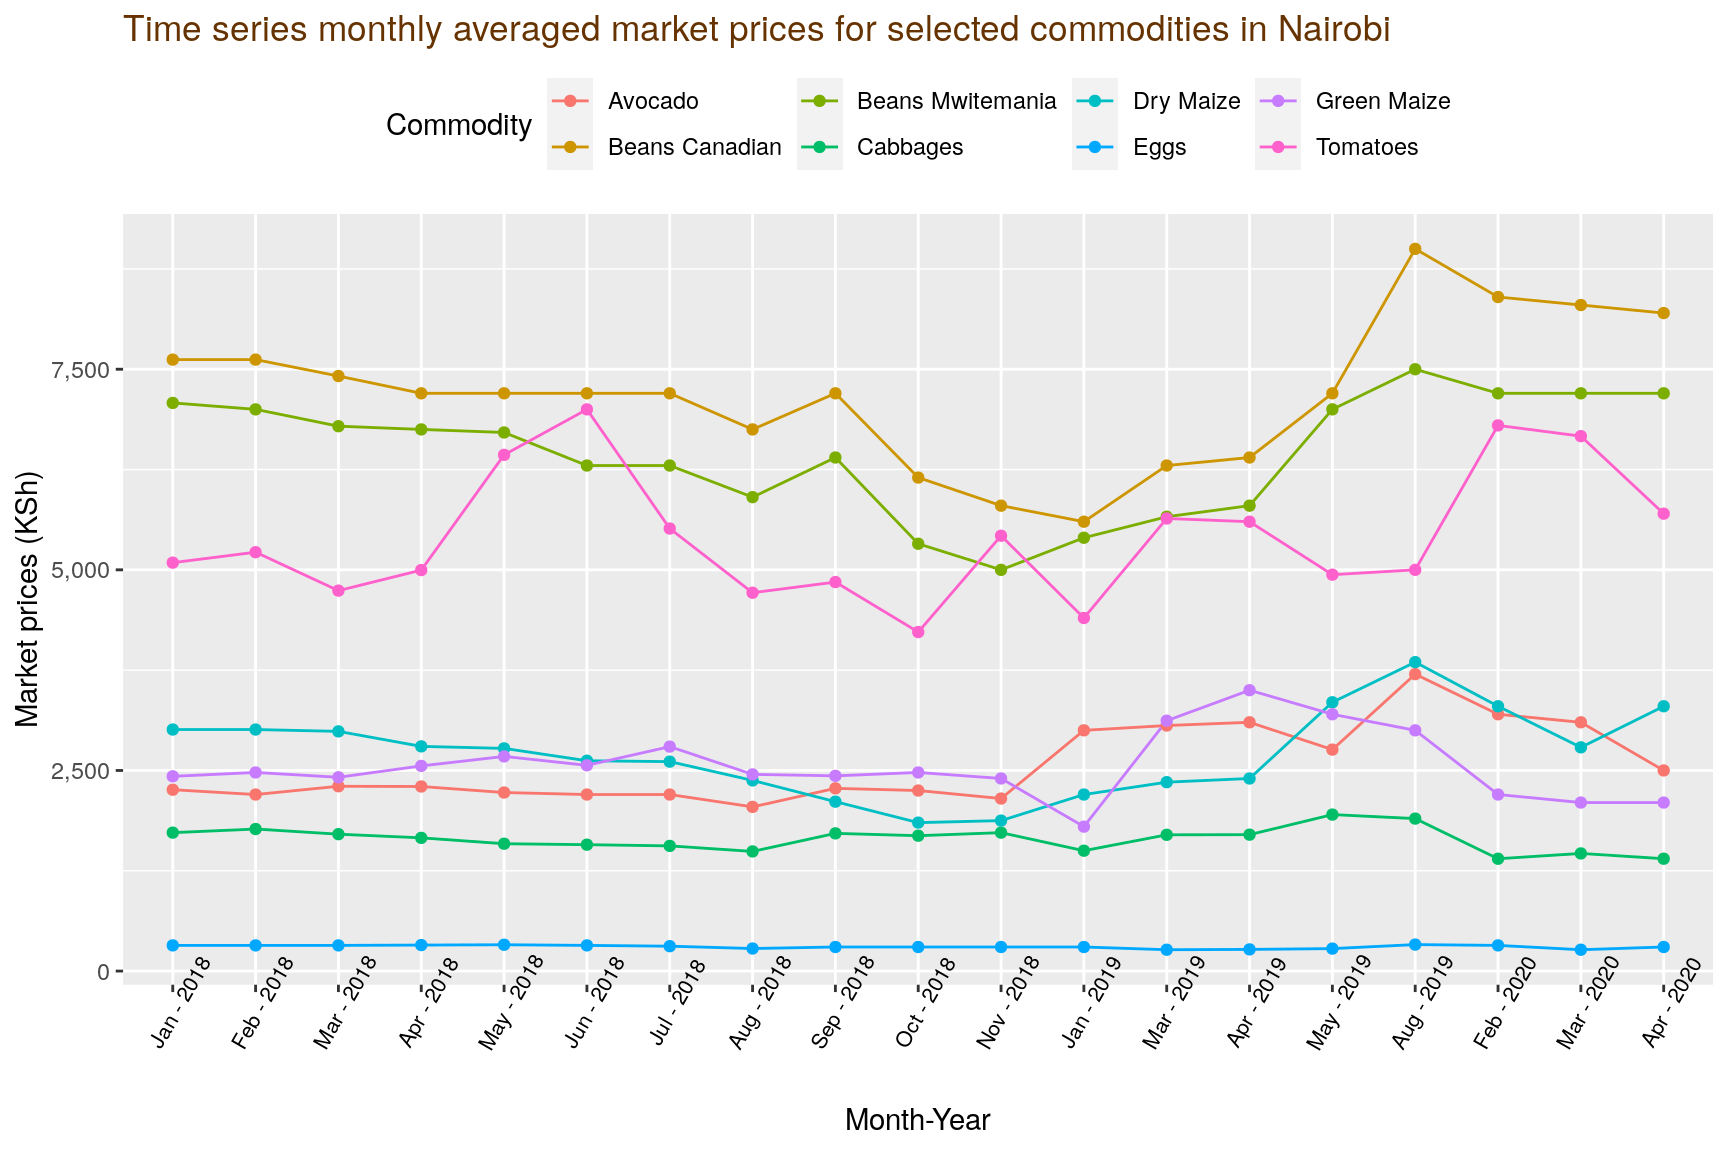 Time series monthly averaged market prices for selected commodities in Nairobi
Commodity
Avocado
Beans Mwitemania
Dry Maize
Green Maize
Beans Canadian
Cabbages
Eggs
Tomatoes
Market prices (KSh)
7,500
5,000
2,500
0
Jan - 2018
Feb - 2018
Mar - 2018
Apr - 2018
May - 2018
Jun - 2018
Jul - 2018
Aug - 2018
Sep - 2018
Oct - 2018
Nov - 2018
Jan - 2019
Mar - 2019
Apr - 2019
May - 2019
Aug - 2019
Feb - 2020
Mar - 2020
Apr - 2020
Month-Year